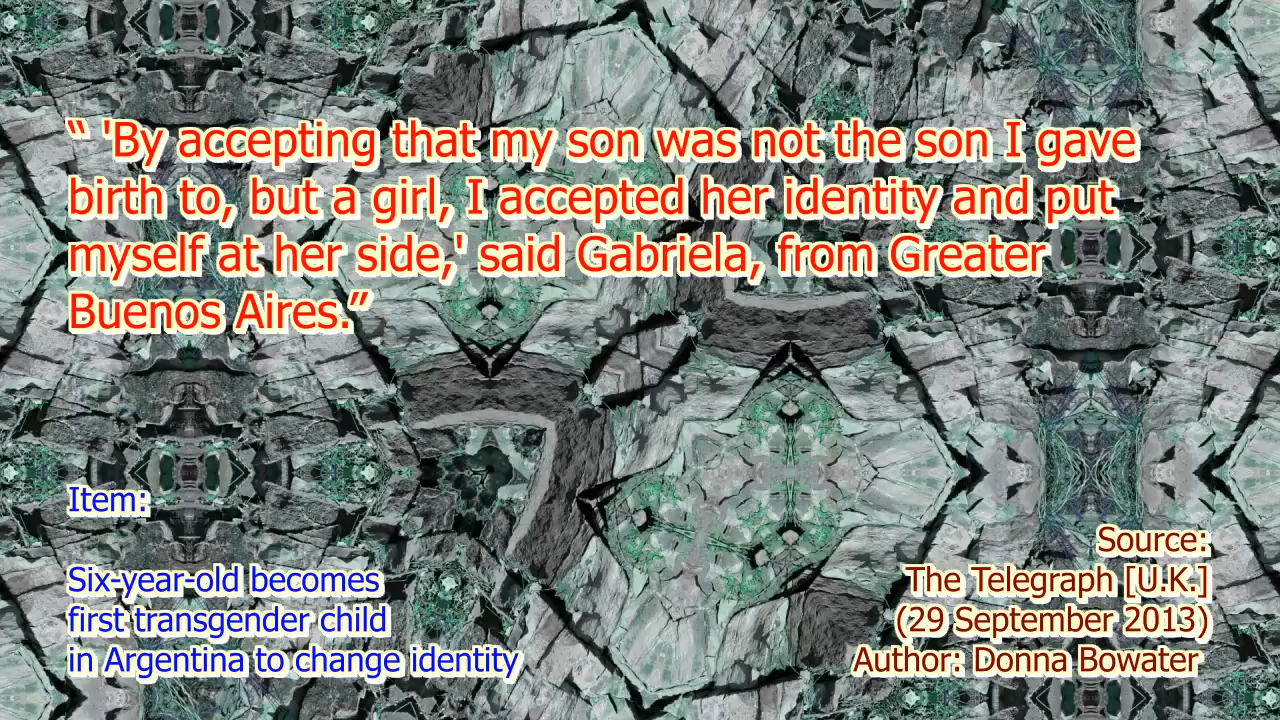 “ 'By accepting that my son was not the son I gave
birth to, but a girl, I accepted her identity and put
myself at her side,' said Gabriela, from Greater
Buenos Aires.”
Item:
Six-year-old becomes
first transgender child
in Argentina to change identity
Source:
The Telegraph [U.K.]
(29 September 2013)
Author: Donna Bowater